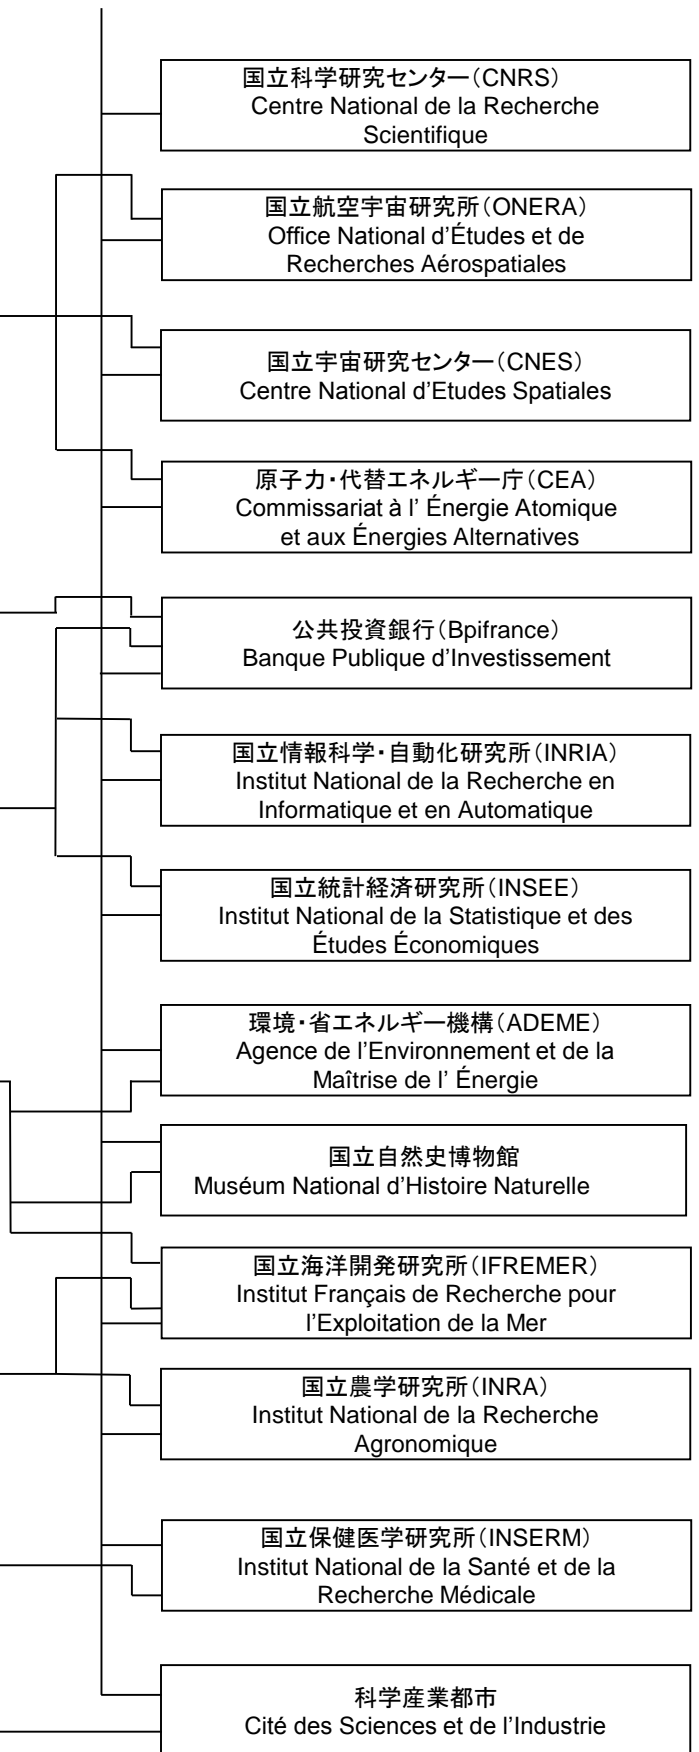 国立科学研究センター(CNRS)
Centre National de la Recherche
Scientifique
国立航空宇宙研究所(ONERA)
Office National d’Études et de
Recherches Aérospatiales
国立宇宙研究センター(CNES)
Centre National d’Etudes Spatiales
原子力・代替エネルギー庁(CEA)
Commissariat à l’ Énergie Atomique
et aux Énergies Alternatives
公共投資銀行(Bpifrance)
Banque Publique d’Investissement
国立情報科学・自動化研究所(INRIA)
Institut National de la Recherche en
Informatique et en Automatique
国立統計経済研究所(INSEE)
Institut National de la Statistique et des
Études Économiques
環境・省エネルギー機構(ADEME)
Agence de l’Environnement et de la
Maîtrise de l’ Énergie
国立自然史博物館
Muséum National d’Histoire Naturelle
国立海洋開発研究所(IFREMER)
Institut Français de Recherche pour
l’Exploitation de la Mer
国立農学研究所(INRA)
Institut National de la Recherche
Agronomique
国立保健医学研究所(INSERM)
Institut National de la Santé et de la
Recherche Médicale
科学産業都市
Cité des Sciences et de l’Industrie